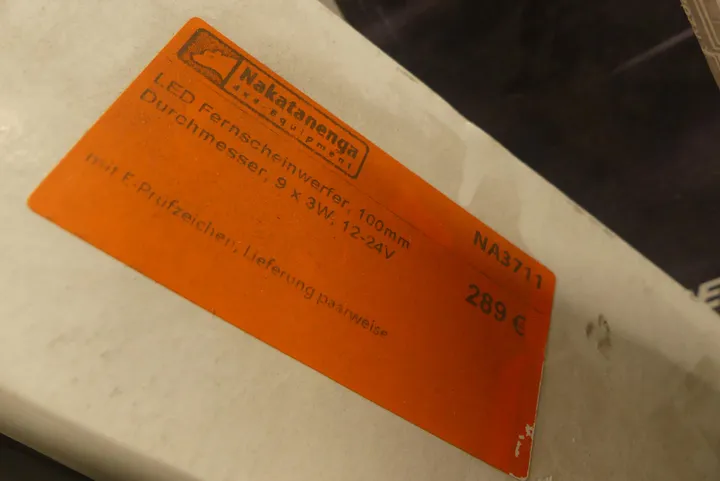 Nakatanenga
4x4-equipment
LED Fernscheinwerfer, 100mm
Durchmesser, 9 x 3W, 12-24V
mit E-Prüfzeichen, Lieferung paarweise
NA3711
289 €